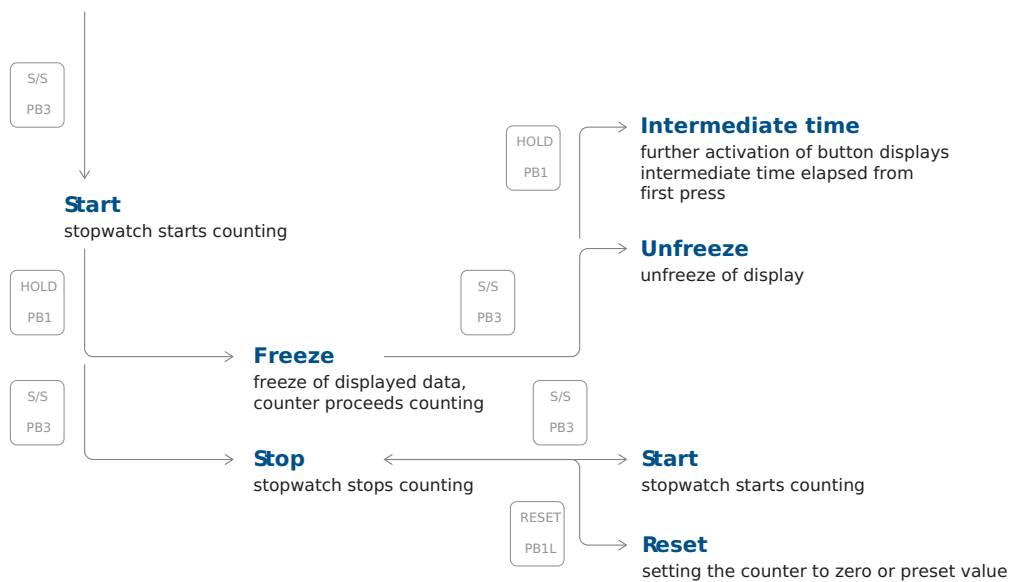 S/S
PB3
Start
stopwatch starts counting
HOLD
PB1
Intermediate time
further activation of button displays
intermediate time elapsed from
first press
Unfreeze
unfreeze of display
HOLD
PB1
S/S
PB3
Freeze
freeze of displayed data,
counter proceeds counting
S/S
PB3
S/S
PB3
Stop
stopwatch stops counting
Start
stopwatch starts counting
RESET
PB1L
Reset
setting the counter to zero or preset value